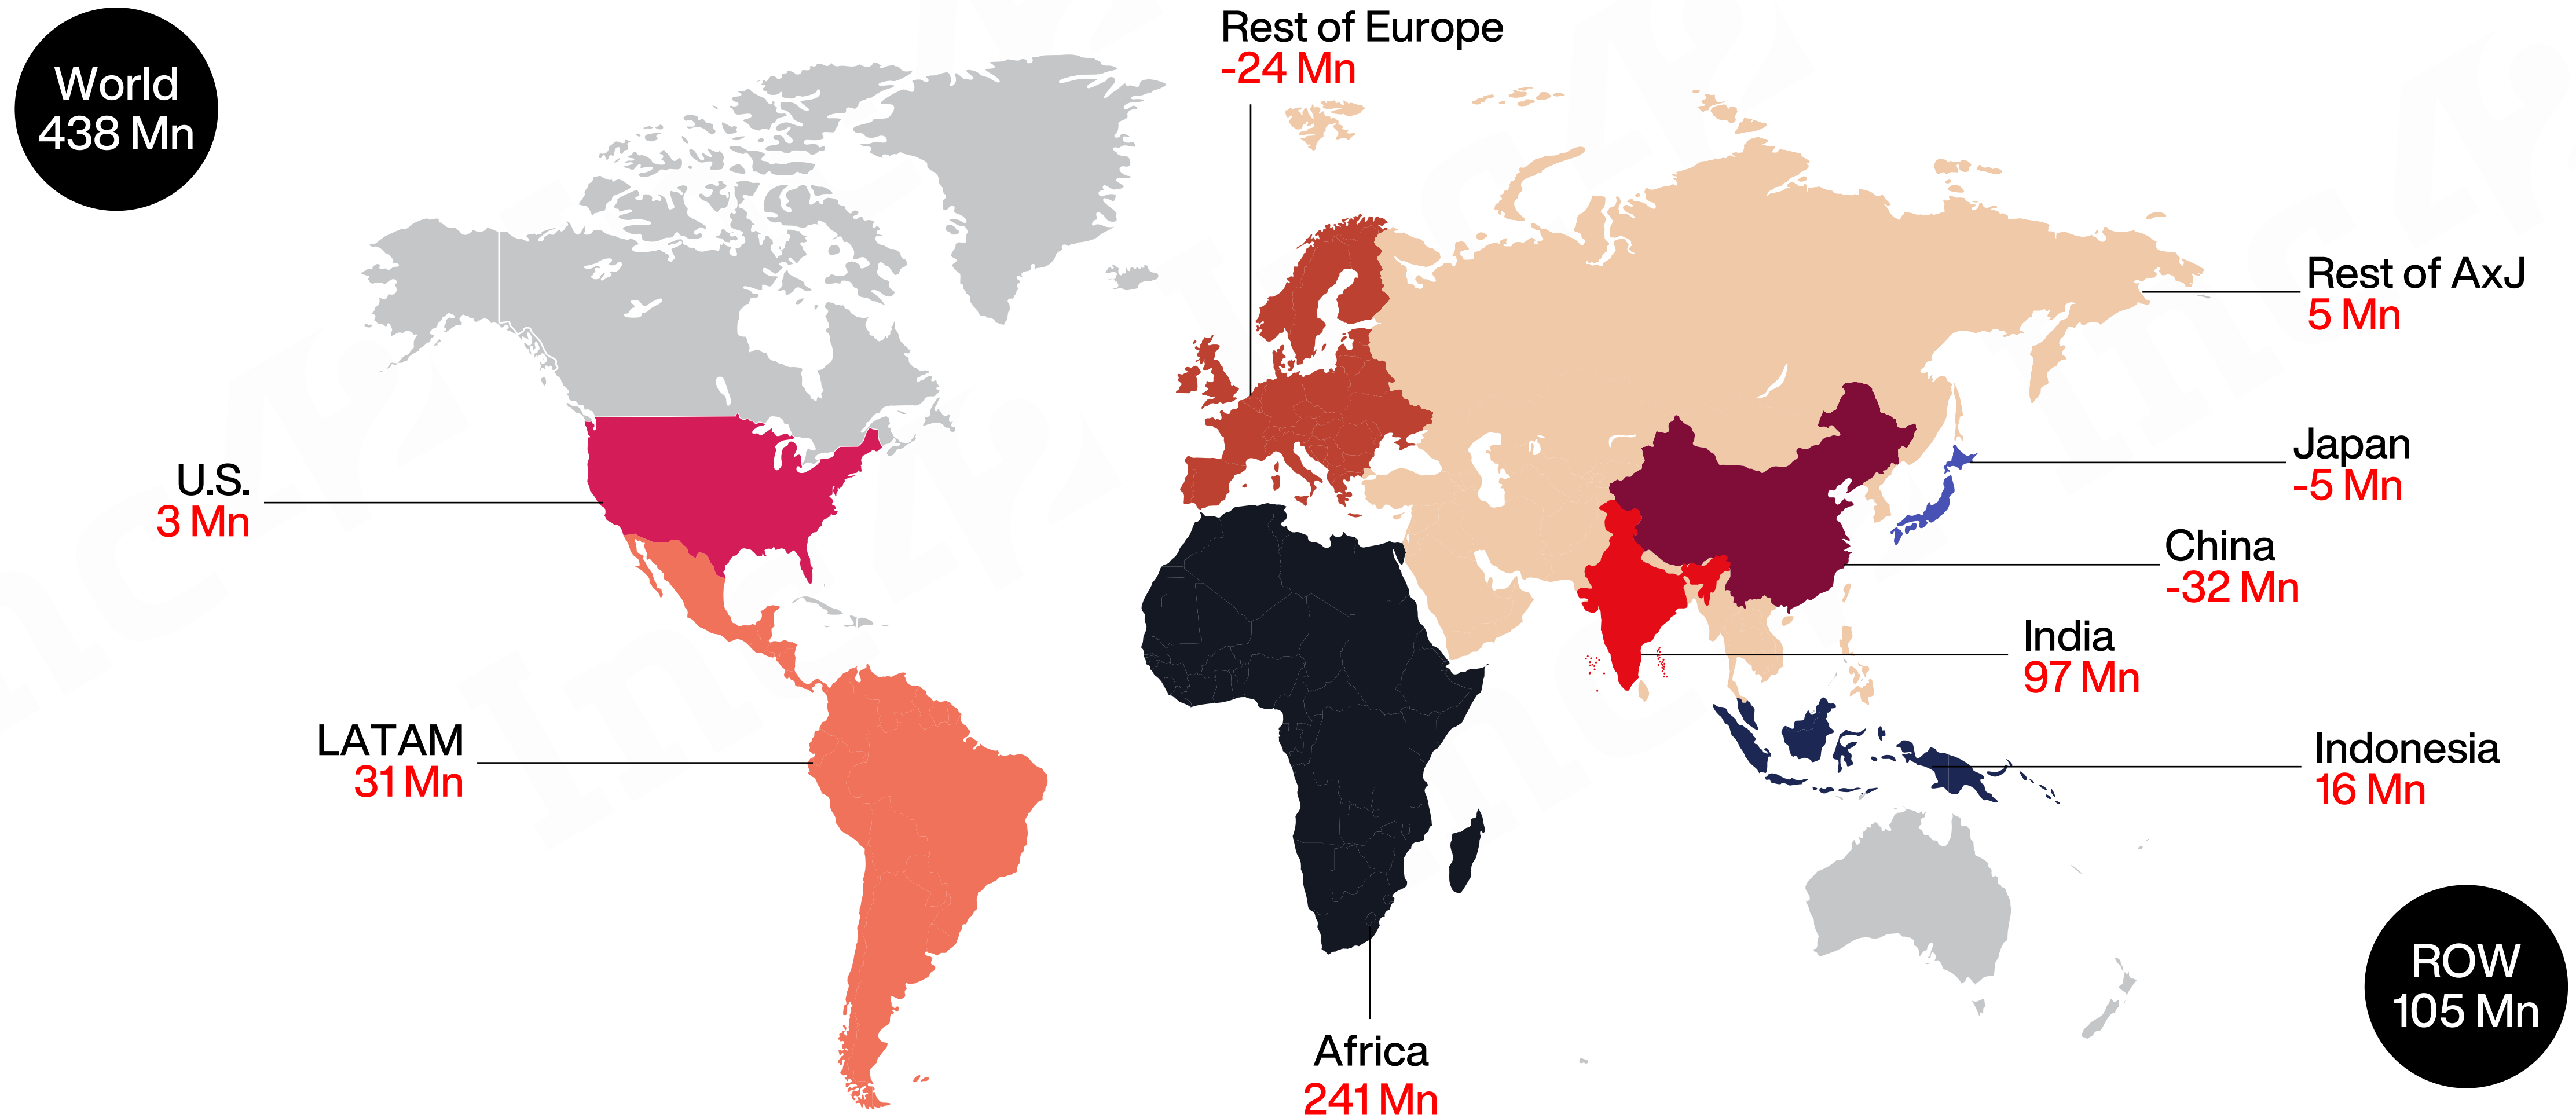 World
438 Mn
Rest of Europe
-24 Mn
Rest of AxJ
5 Mn
Japan
-5 Mn
U.S.
3 Mn
China
-32 Mn
India
97 Mn
LATAM
31 Mn
Indonesia
16 Mn
ROW
105 Mn
Africa
241 Mn